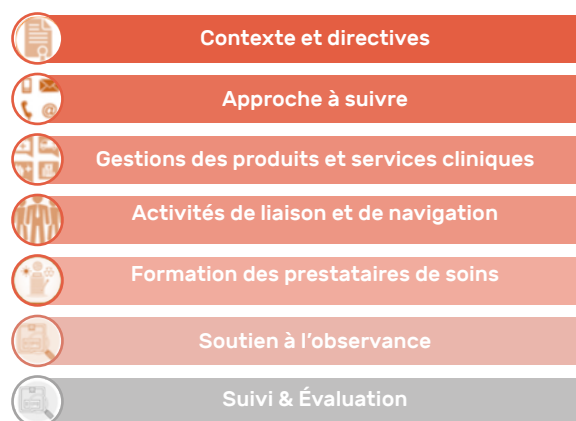 Contexte et directives
Approche à suivre
Gestions des produits et services cliniques
Activités de liaison et de navigation
Formation des prestataires de soins
Soutien à l'observance
Suivi & Évaluation